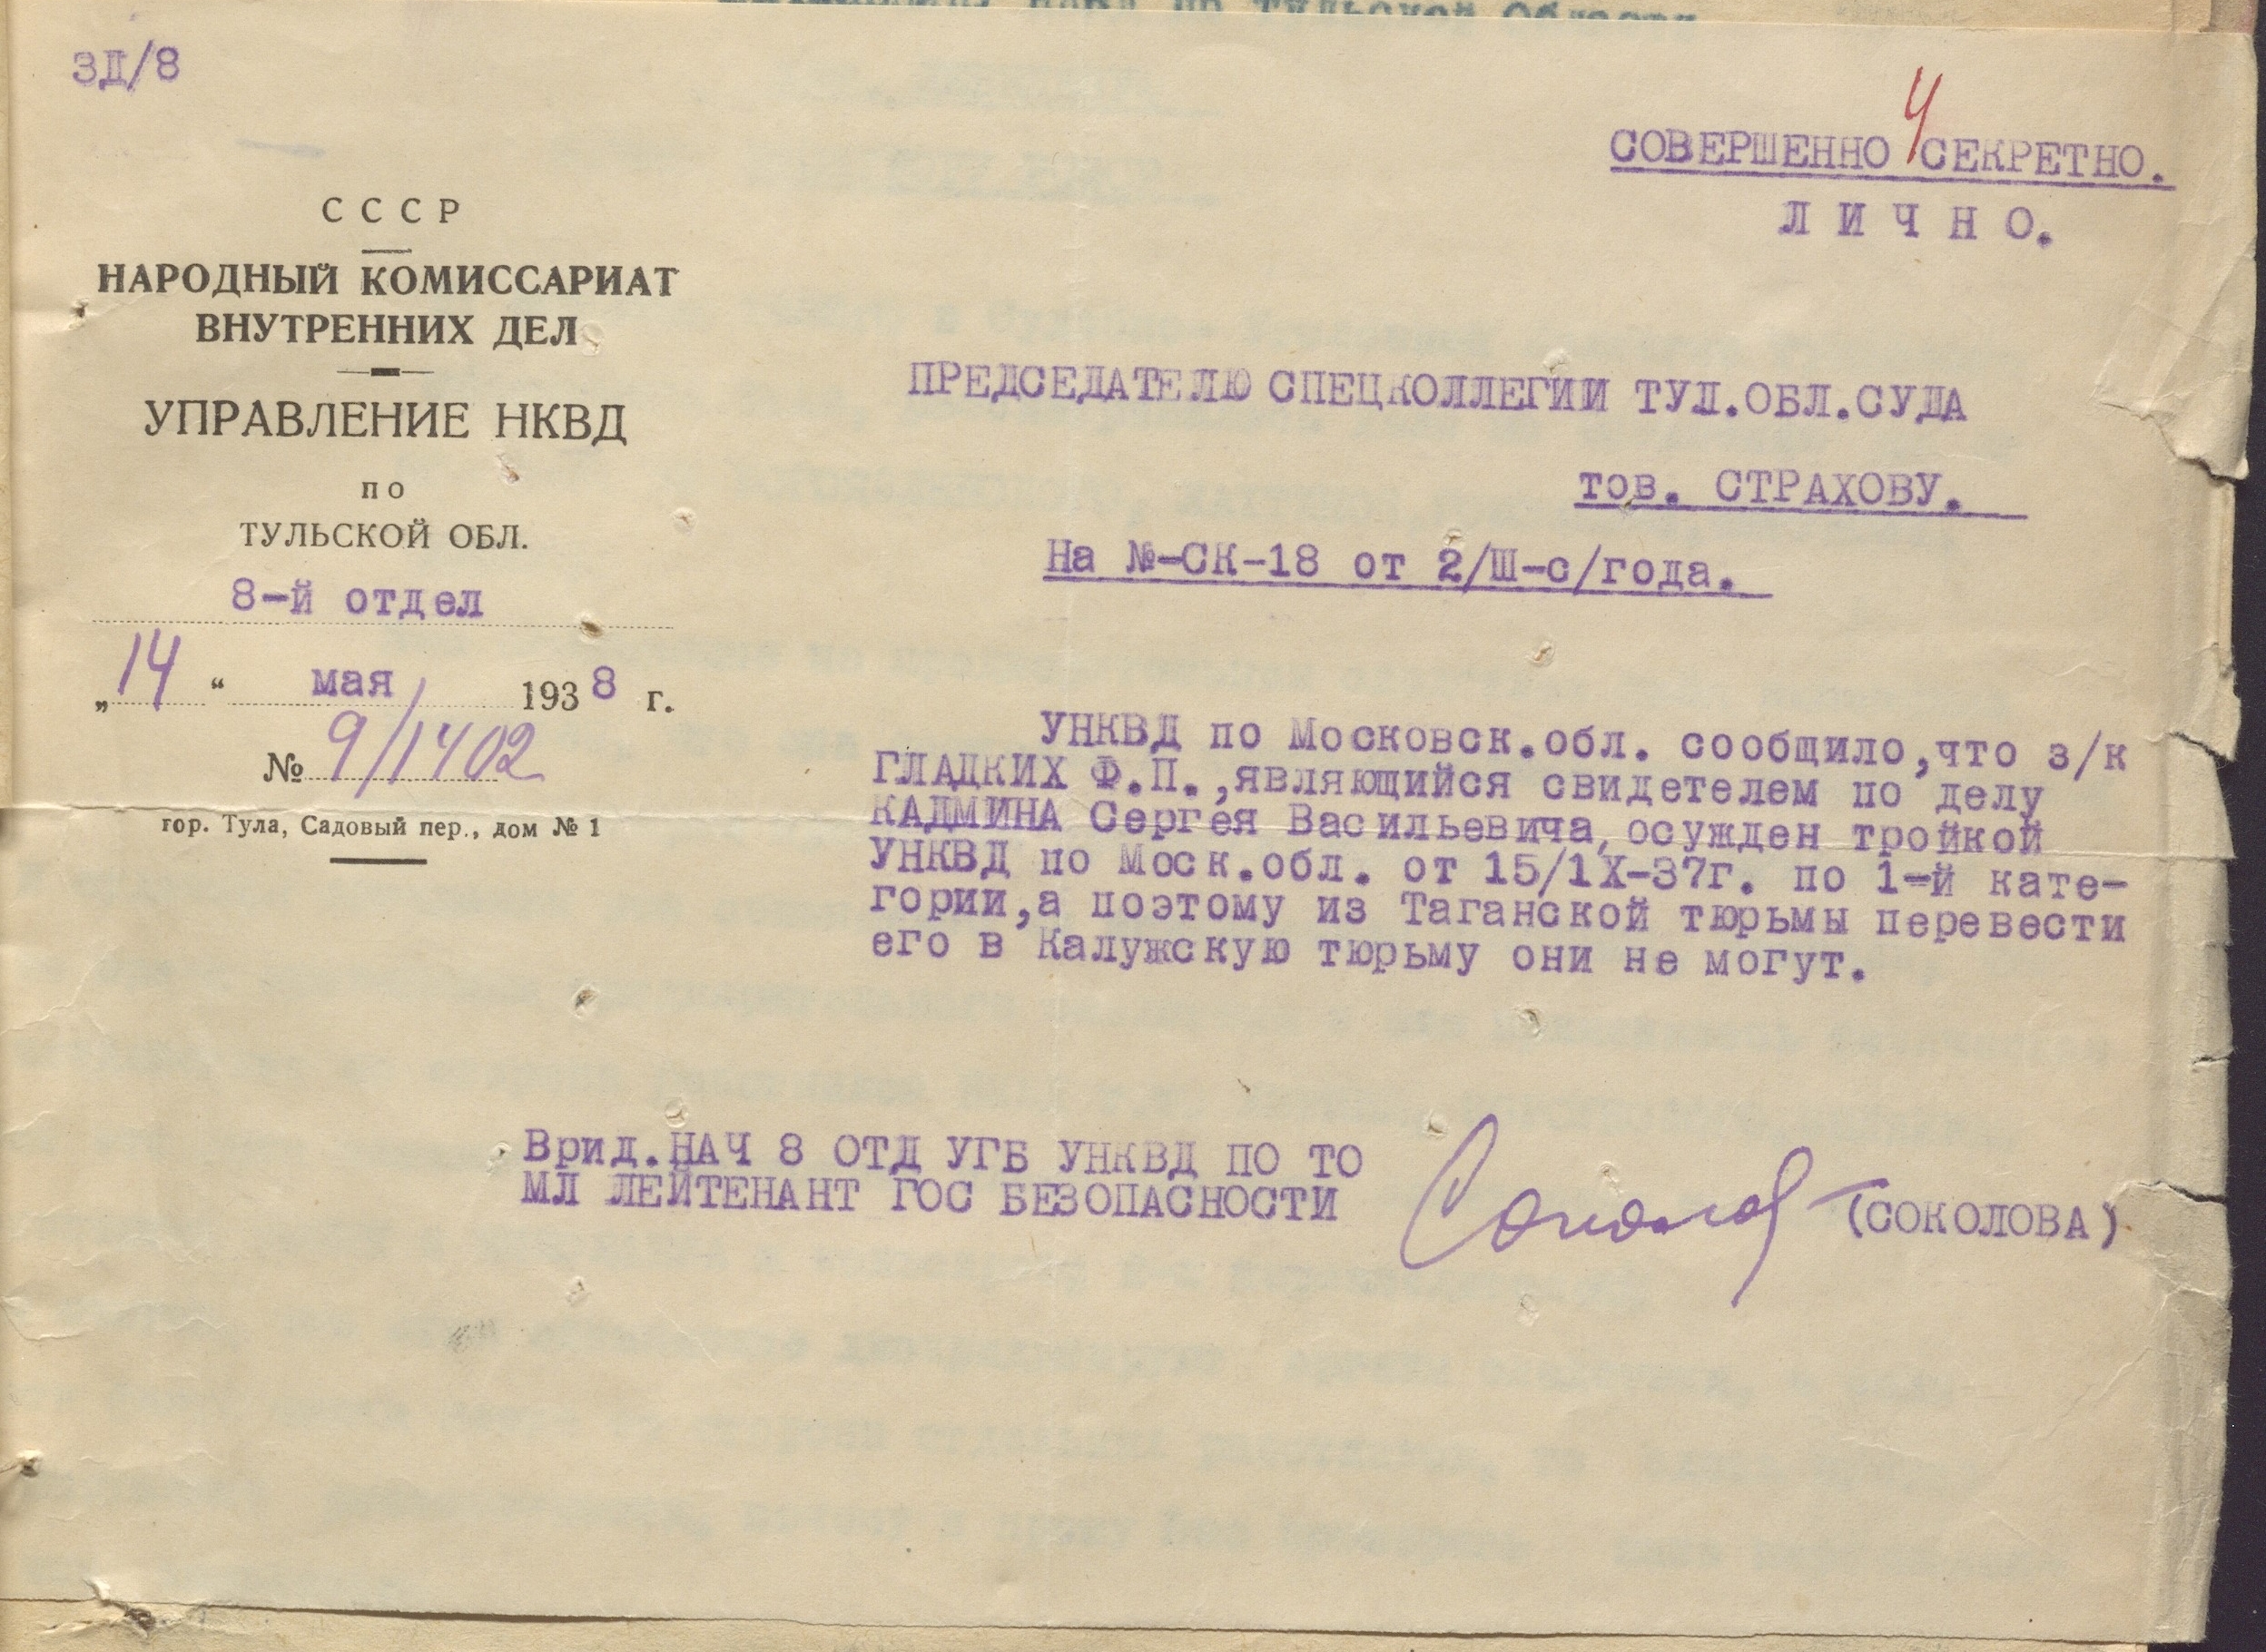 ЗД/8
4
СОВЕРШЕННО СЕКРЕТНО.
Л И Ч Н О.
С С С Р
НАРОДНЫЙ КОМИССАРИАТ
ВНУТРЕННИХ ДЕЛ
УПРАВЛЕНИЕ НКВД
по
ТУЛЬСКОЙ ОБЛ.
8-й отдел
„14“ мая 1938 г.
№ 9/1402
гор. Тула, Садовый пер., дом № 1
ПРЕДСЕДАТЕЛЮ СПЕЦКОЛЛЕГИИ ТУЛ.ОБЛ.СУДА
тов. СТРАХОВУ.
На №-СК-18 от 2/Ш-с/года.
УНКВД по Московск.обл. сообщило,что з/к
ГЛАДКИХ Ф.П.,являющийся свидетелем по делу
КАДМИНА Сергея Васильевича, осужден тройкой
УНКВД по Моск.обл. от 15/1Х-37г. по 1-й кате-
гории,а поэтому из Таганской тюрьмы перевести
его в Калужскую тюрьму они не могут.
Врид.НАЧ 8 ОТД УГБ УНКВД ПО ТО
МЛ ЛЕЙТЕНАНТ ГОС БЕЗОПАСНОСТИ
(СОКОЛОВА)